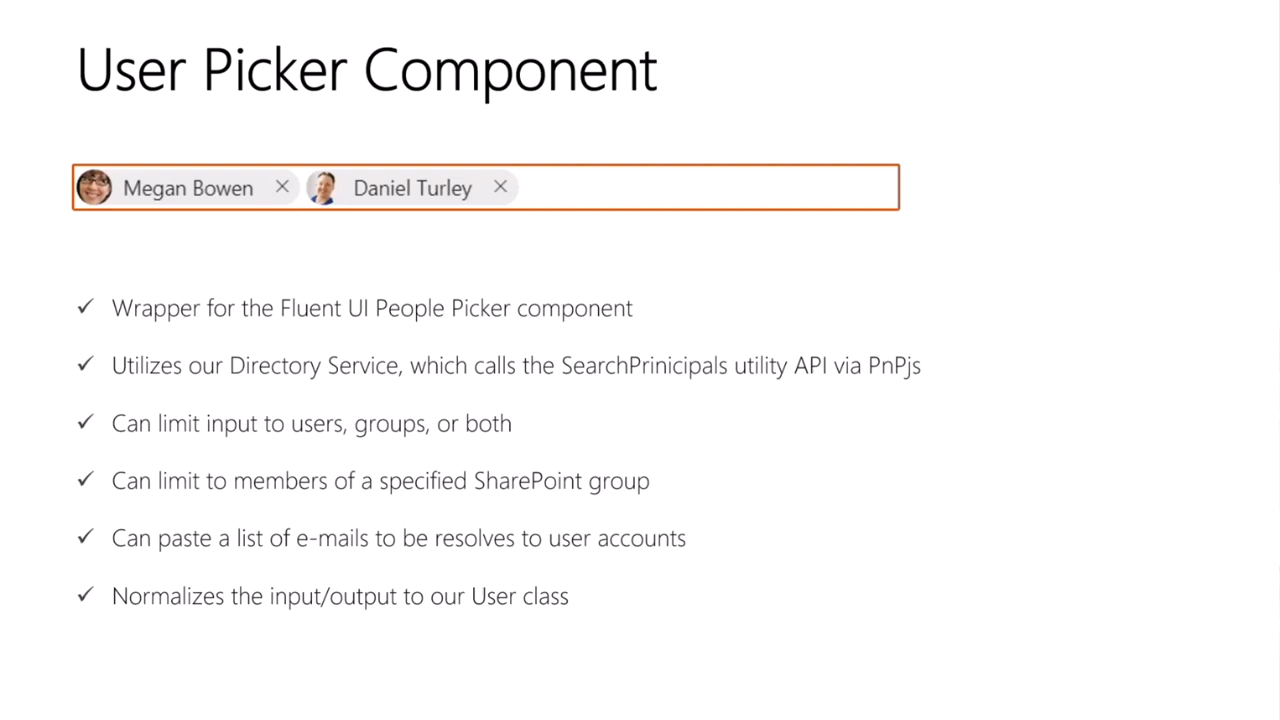 User Picker Component
Megan Bowen Daniel Turley
Wrapper for the Fluent UI People Picker component
Utilizes our Directory Service, which calls the SearchPrinicipals utility API via PnPjs
Can limit input to users, groups, or both
Can limit to members of a specified SharePoint group
Can paste a list of e-mails to be resolves to user accounts
Normalizes the input/output to our User class